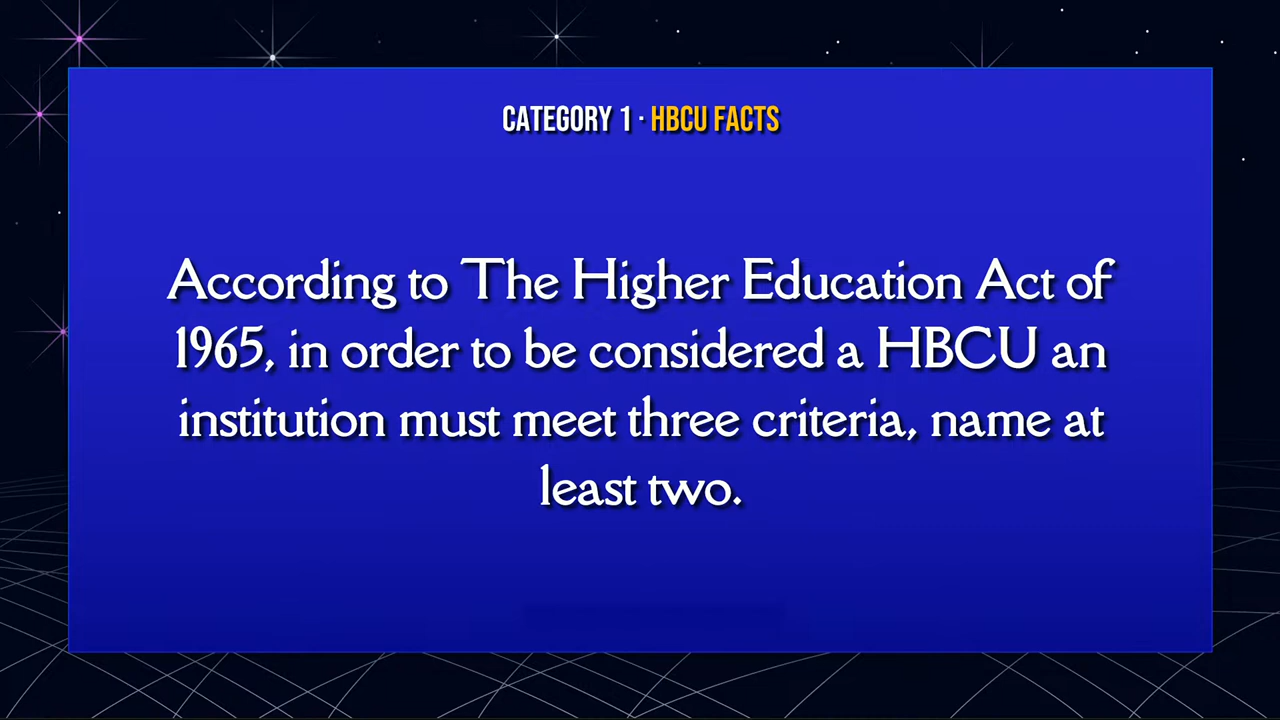 CATEGORY 1 · HBCU FACTS
According to The Higher Education Act of
1965, in order to be considered a HBCU an
institution must meet three criteria, name at
least two.